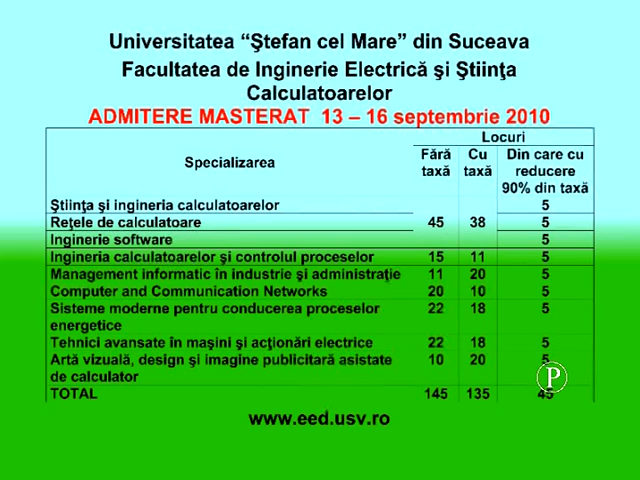 Universitatea “Ştefan cel Mare” din Suceava
Facultatea de Inginerie Electrică şi Ştiinţa
Calculatoarelor
ADMITERE MASTERAT 13 – 16 septembrie 2010
Specializarea Locuri
Fără taxă Cu taxă Din care cu reducere 90% din taxă
Ştiinţa şi ingineria calculatoarelor 5
Reţele de calculatoare 45 38 5
Inginerie software 5
Ingineria calculatoarelor şi controlul proceselor 15 11 5
Management informatic în industrie şi administraţie 11 20 5
Computer and Communication Networks 20 10 5
Sisteme moderne pentru conducerea proceselor 22 18 5
energetice
Tehnici avansate în maşini şi acţionări electrice 22 18 5
Artă vizuală, design şi imagine publicitară asistate 10 20 5
de calculator
P
TOTAL 145 135 45
www.eed.usv.ro